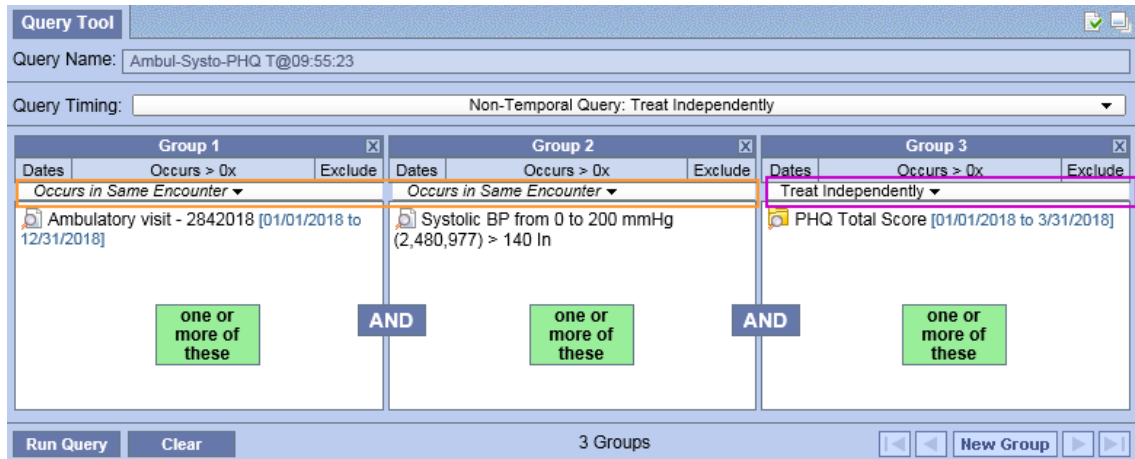 Query Tool
Query Name: Ambul-Systo-PHQ T@09:55:23
Query Timing: Non-Temporal Query: Treat Independently
Group 1 X Group 2 X Group 3 X
Dates Occurs > 0x Exclude Dates Occurs > 0x Exclude Dates Occurs > 0x Exclude
Occurs in Same Encounter Occurs in Same Encounter Treat Independently
Ambulatory visit - 2842018 [01/01/2018 to
12/31/2018]
Systolic BP from 0 to 200 mmHg
(2,480,977) > 140 In
PHQ Total Score [01/01/2018 to 3/31/2018]
one or
more of
these
AND
one or
more of
these
AND
one or
more of
these
Run Query Clear 3 Groups New Group